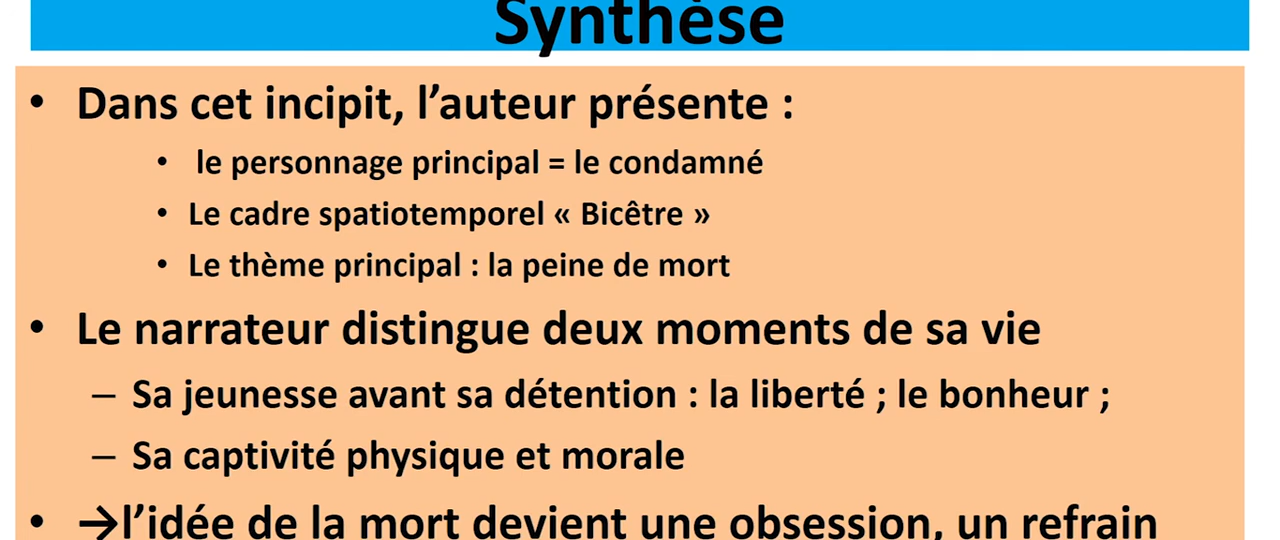 Synthèse
• Dans cet incipit, l’auteur présente :
• le personnage principal = le condamné
• Le cadre spatiotemporel « Bicêtre »
• Le thème principal : la peine de mort
• Le narrateur distingue deux moments de sa vie
– Sa jeunesse avant sa détention : la liberté ; le bonheur ;
– Sa captivité physique et morale
• →l’idée de la mort devient une obsession, un refrain